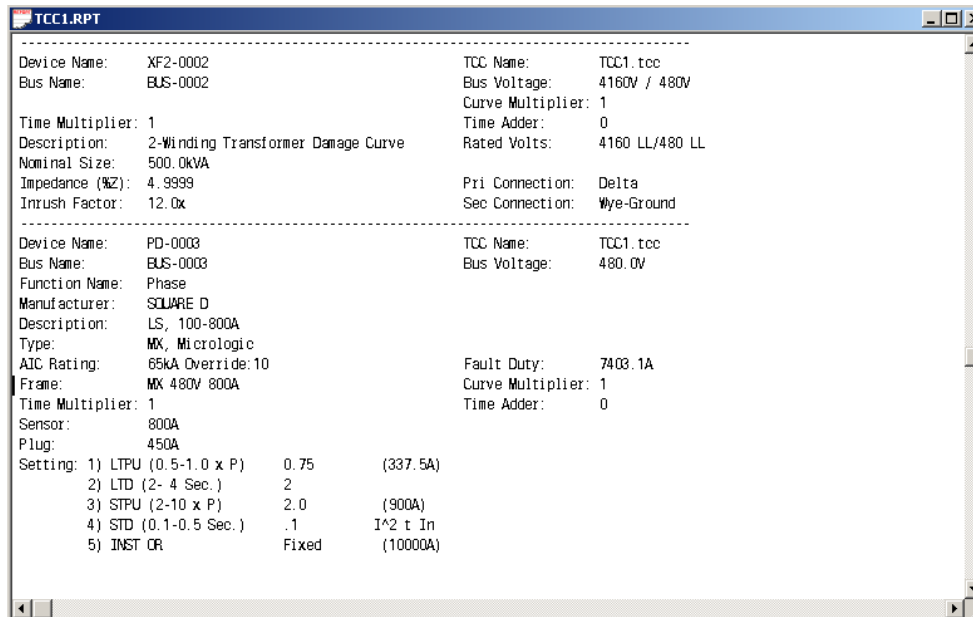 TCC1.RPT
----------------------------------------------------------------------------------------------------
Device Name: XF2-0002 TCC Name: TCC1.tcc
Bus Name: BUS-0002 Bus Voltage: 4160V / 480V
Curve Multiplier: 1
Time Multiplier: 1 Time Adder: 0
Description: 2-Winding Transformer Damage Curve Rated Volts: 4160 LL/480 LL
Nominal Size: 500.0kVA
Impedance (%Z): 4.9999 Pri Connection: Delta
Inrush Factor: 12.0x Sec Connection: Wye-Ground
----------------------------------------------------------------------------------------------------
Device Name: PD-0003 TCC Name: TCC1.tcc
Bus Name: BUS-0003 Bus Voltage: 480.0V
Function Name: Phase
Manufacturer: SQUARE D
Description: LS, 100-800A
Type: MX, Micrologic
AIC Rating: 65kA Override:10 Fault Duty: 7403.1A
Frame: MX 480V 800A Curve Multiplier: 1
Time Multiplier: 1 Time Adder: 0
Sensor: 800A
Plug: 450A
Setting: 1) LTPU (0.5-1.0 x P) 0.75 (337.5A)
2) LTD (2- 4 Sec.) 2
3) STPU (2-10 x P) 2.0 (900A)
4) STD (0.1-0.5 Sec.) .1 I^2 t In
5) INST OR Fixed (10000A)